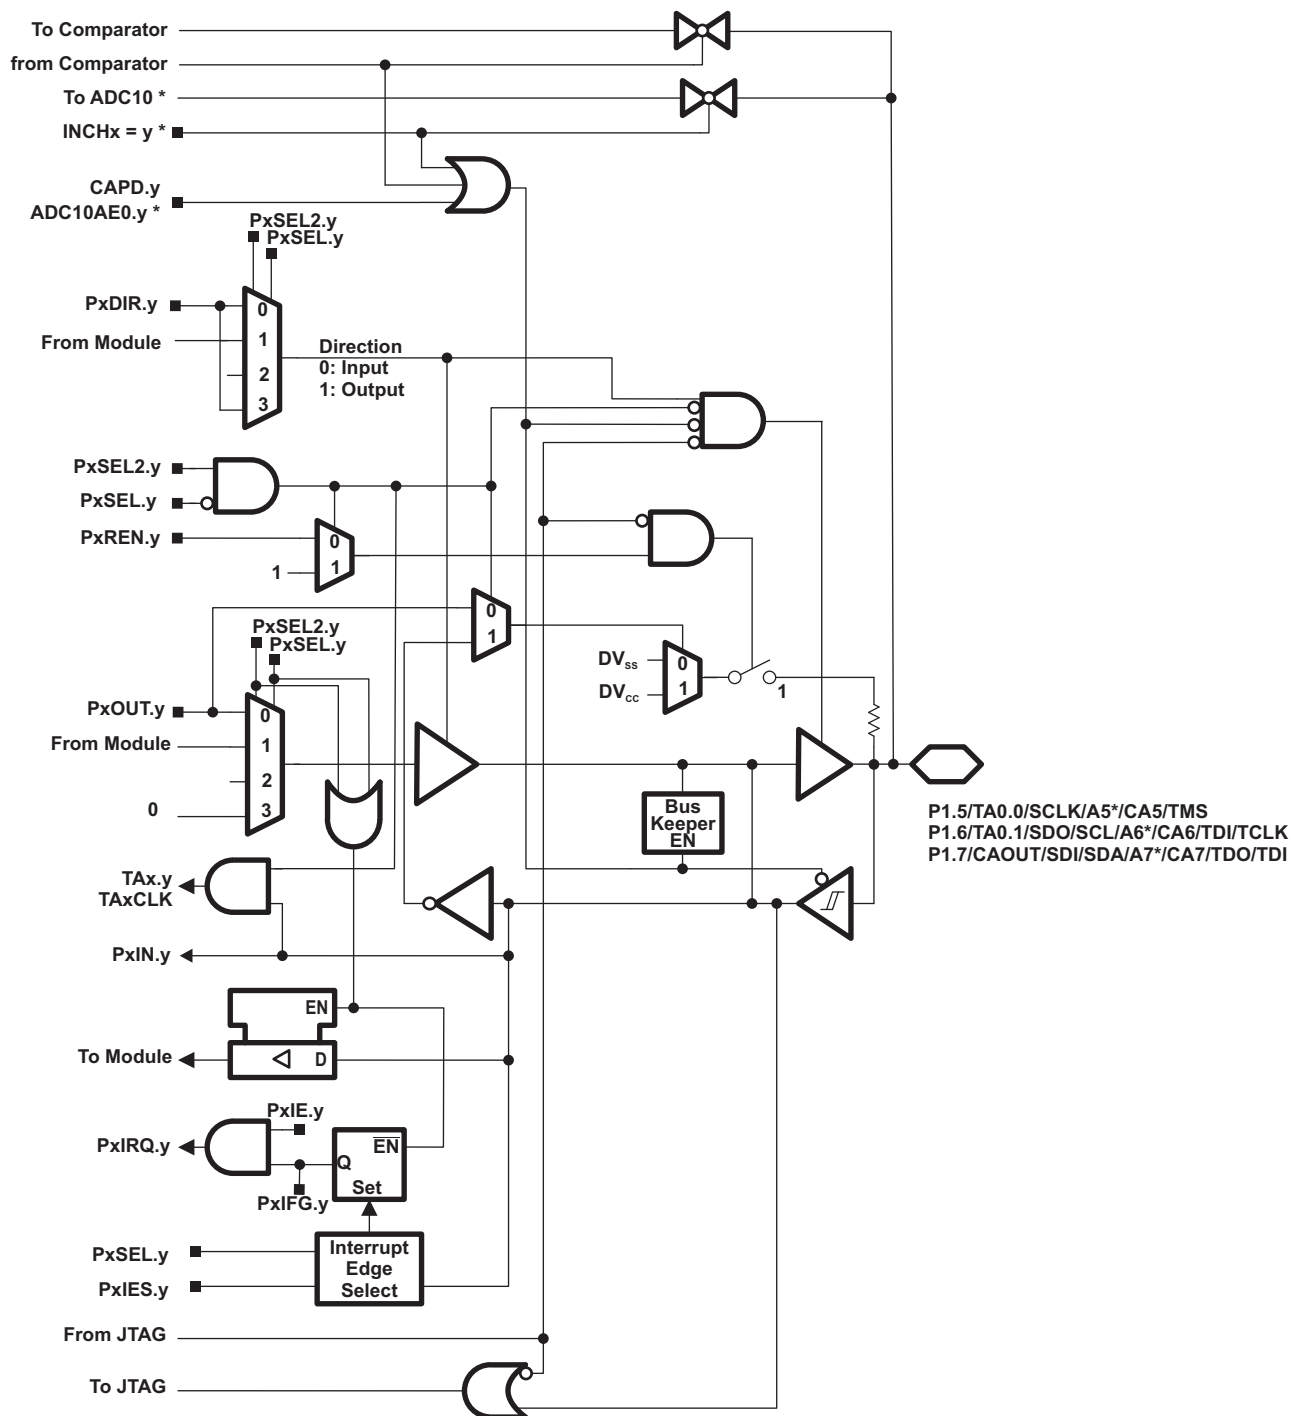 To Comparator
from Comparator
To ADC10 *
INCHx = y *
CAPD.y
ADC10AE0.y *
PxSEL2.y
PxSEL.y
PxDIR.y
0
From Module
1
2
3
Direction
0: Input
1: Output
PxSEL2.y
PxSEL.y
PxREN.y
0
1
1
0
1
PxSEL2.y
PxSEL.y
DVSS
0
DVCC
1
1
PxOUT.y
0
From Module
1
2
0
3
Bus
Keeper
EN
P1.5/TA0.0/SCLK/A5*/CA5/TMS
P1.6/TA0.1/SDO/SCL/A6*/CA6/TDI/TCLK
P1.7/CAOUT/SDI/SDA/A7*/CA7/TDO/TDI
TAx.y
TAxCLK
PxIN.y
EN
To Module
D
PxIE.y
PxIRQ.y
EN
Q
Set
PxIFG.y
PxSEL.y
PxIES.y
Interrupt
Edge
Select
From JTAG
To JTAG